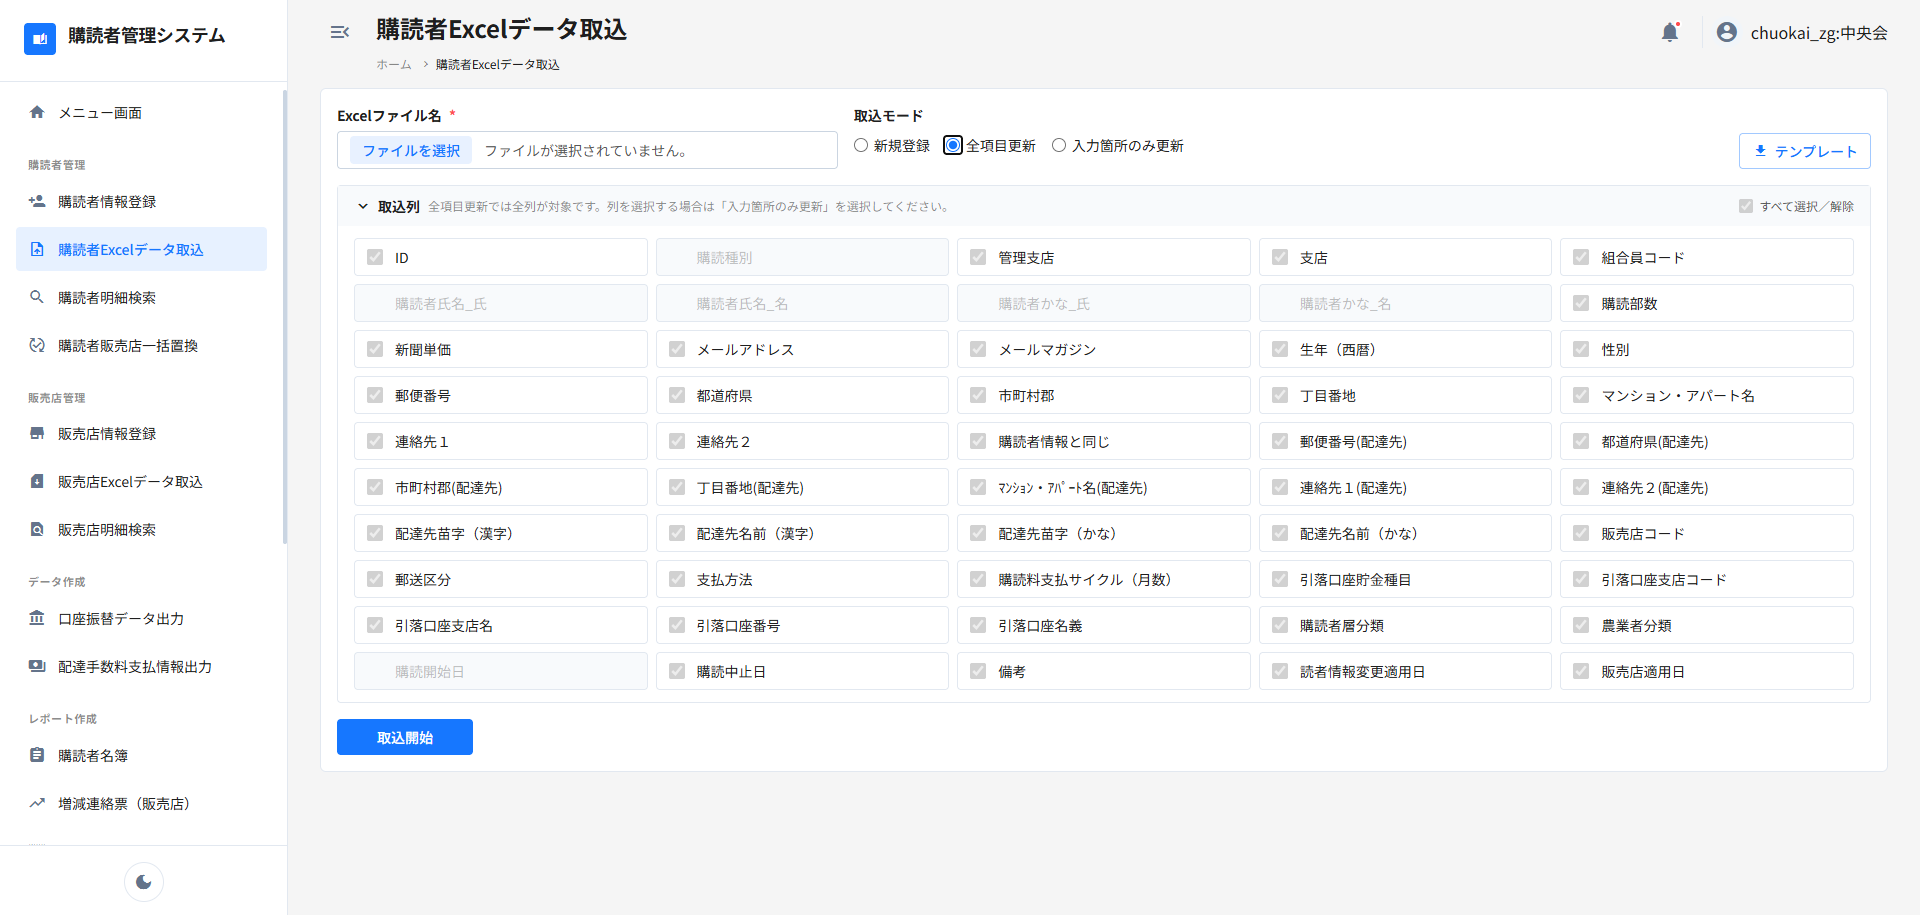 購読者管理システム
メニュー画面
購読者管理
購読者情報登録
購読者Excelデータ取込
購読者明細検索
購読者販売店一括置換
販売店管理
販売店情報登録
販売店Excelデータ取込
販売店明細検索
データ作成
口座振替データ出力
配達手数料支払情報出力
レポート作成
購読者名簿
増減連絡票（販売店）
購読者Excelデータ取込
ホーム > 購読者Excelデータ取込
chuokai_zg:中央会
Excelファイル名 *
ファイルを選択 ファイルが選択されていません。
取込モード
新規登録 全項目更新 入力箇所のみ更新
テンプレート
取込列 全項目更新では全列が対象です。列を選択する場合は「入力箇所のみ更新」を選択してください。
すべて選択／解除
ID 購読種別 管理支店 支店 組合員コード
購読者氏名_氏 購読者氏名_名 購読者かな_氏 購読者かな_名 購読部数
新聞単価 メールアドレス メールマガジン 生年（西暦） 性別
郵便番号 都道府県 市町村郡 丁目番地 マンション・アパート名
連絡先１ 連絡先２ 購読者情報と同じ 郵便番号(配達先) 都道府県(配達先)
市町村郡(配達先) 丁目番地(配達先) ﾏﾝｼｮﾝ・ｱﾊﾟｰﾄ名(配達先) 連絡先１(配達先) 連絡先２(配達先)
配達先苗字（漢字） 配達先名前（漢字） 配達先苗字（かな） 配達先名前（かな） 販売店コード
郵送区分 支払方法 購読料支払サイクル（月数） 引落口座貯金種目 引落口座支店コード
引落口座支店名 引落口座番号 引落口座名義 購読者層分類 農業者分類
購読開始日 購読中止日 備考 読者情報変更適用日 販売店適用日
取込開始